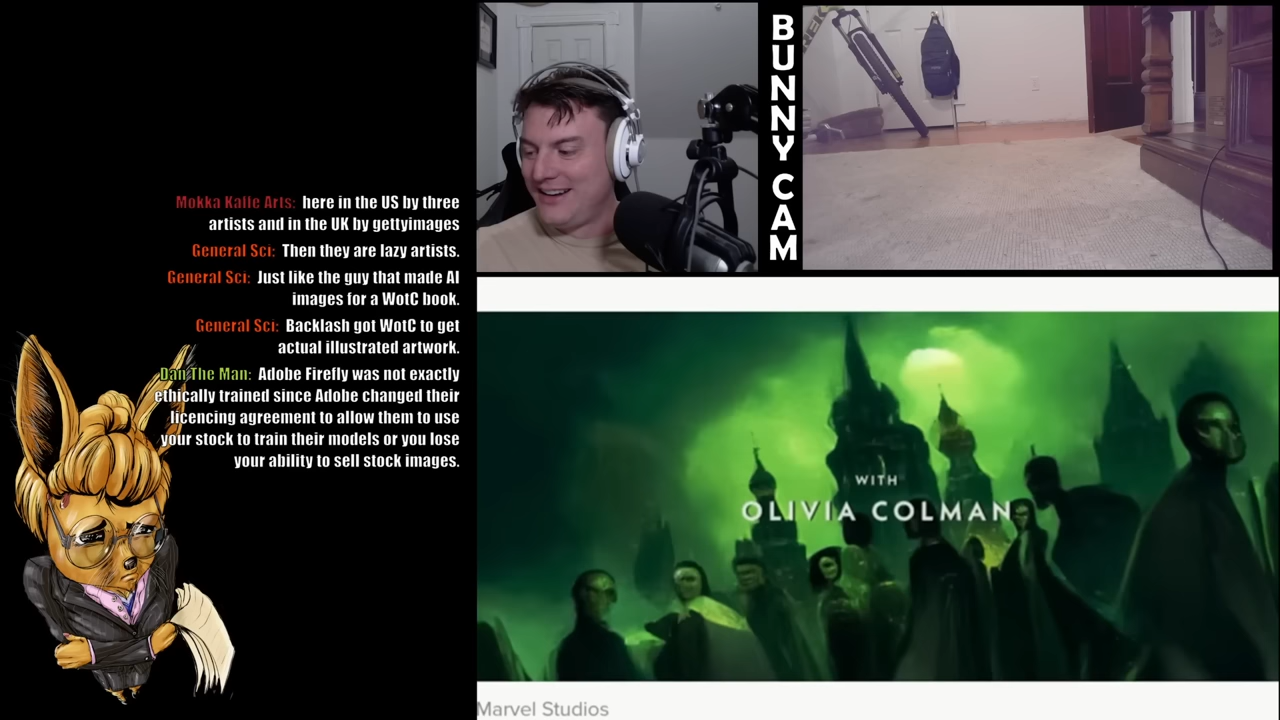 Mokka Kalle Arts: here in the US by three
artists and in the UK by gettyimages
General Sci: Then they are lazy artists.
General Sci: Just like the guy that made AI
images for a WotC book.
General Sci: Backlash got WotC to get
actual illustrated artwork.
Dan The Man: Adobe Firefly was not exactly
ethically trained since Adobe changed their
licencing agreement to allow them to use
your stock to train their models or you lose
your ability to sell stock images.
BUNNY CAM
WITH
OLIVIA COLMAN
Marvel Studios